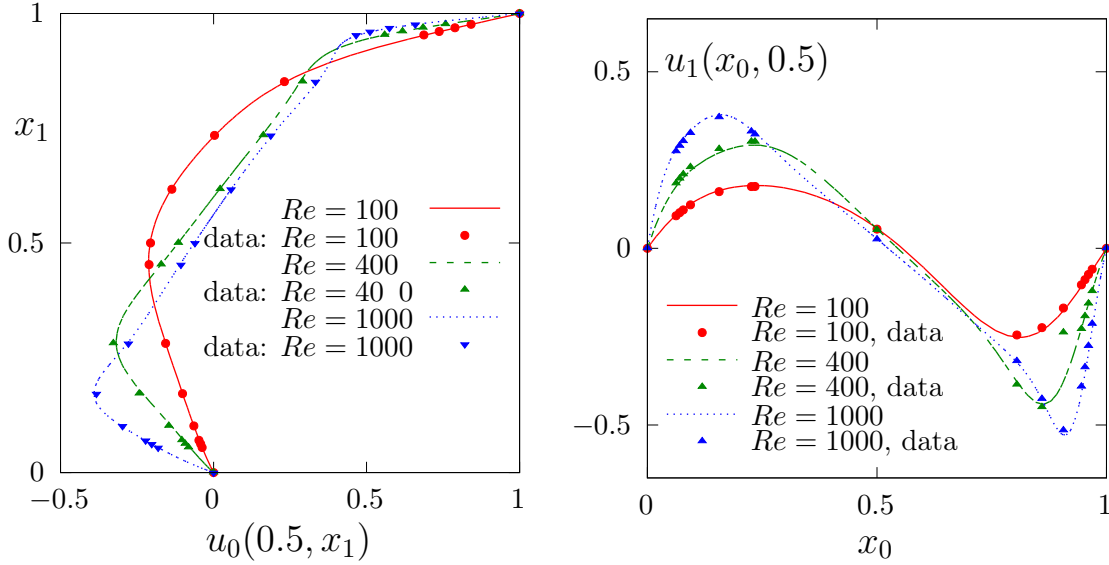 1
x1
0.5
0
−0.5
0
0.5
1
u0(0.5, x1)
Re = 100
data: Re = 100
Re = 400
data: Re = 40 0
Re = 1000
data: Re = 1000
u1(x0, 0.5)
0.5
0
−0.5
0
0.5
1
x0
Re = 100
Re = 100, data
Re = 400
Re = 400, data
Re = 1000
Re = 1000, data